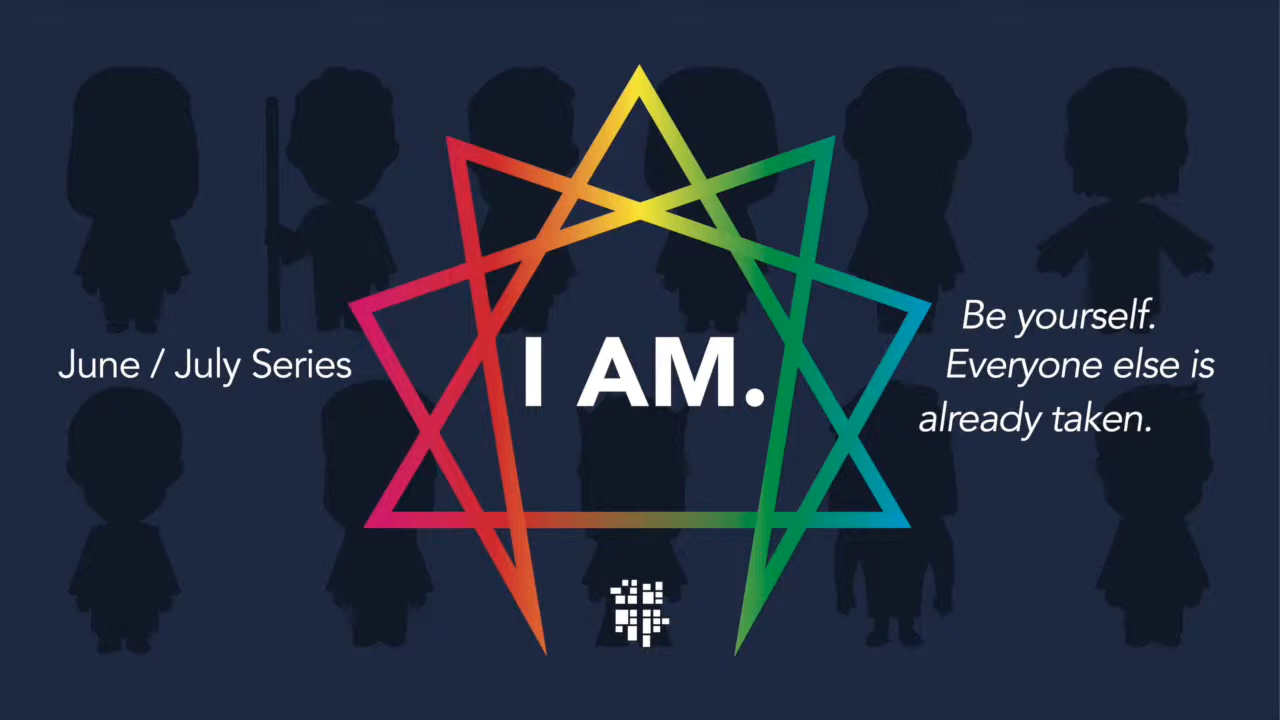 June / July Series
I AM.
Be yourself.
Everyone else is
already taken.